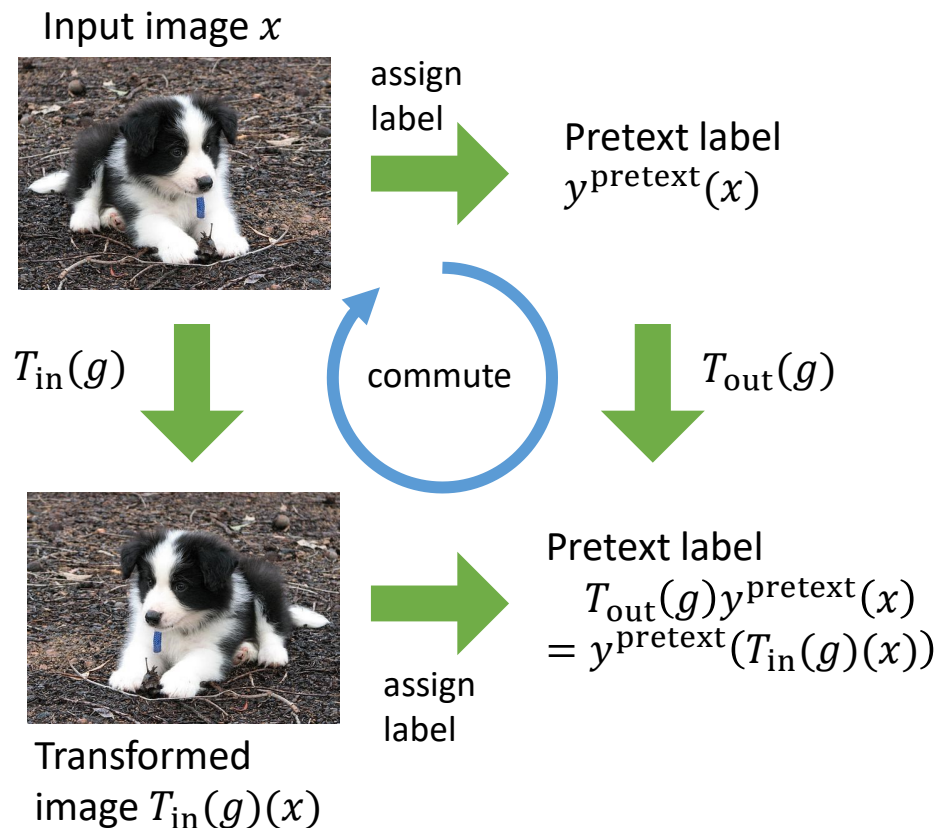 Input image x
assign
label
Pretext label
y^pretext(x)
T_in(g)
commute
T_out(g)
Pretext label
T_out(g)y^pretext(x)
= y^pretext(T_in(g)(x))
assign
label
Transformed
image T_in(g)(x)